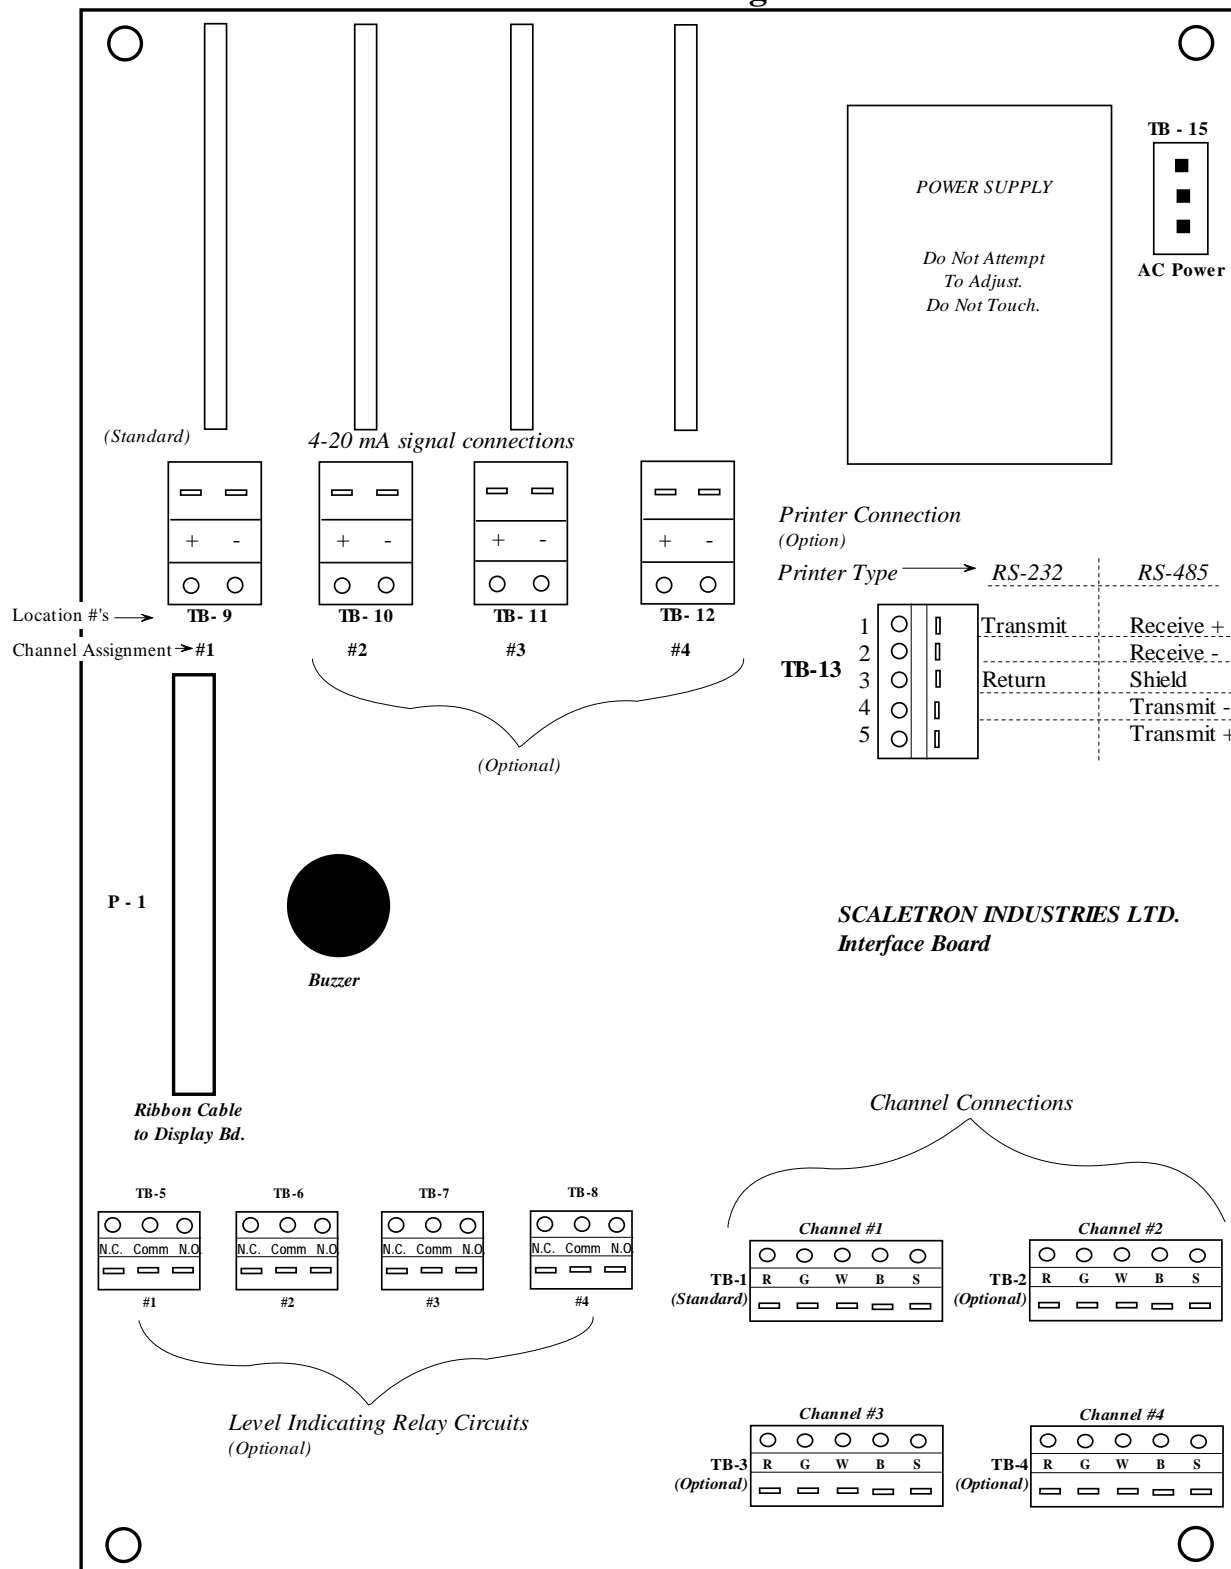 TB - 15
POWER SUPPLY
Do Not Attempt
To Adjust.
Do Not Touch.
AC Power
(Standard)
4-20 mA signal connections
+ -
+ -
+ -
+ -
Location #'s
TB- 9
TB- 10
TB- 11
TB- 12
Channel Assignment
#1
#2
#3
#4
(Optional)
Printer Connection
(Option)
Printer Type
RS-232
RS-485
TB-13
1 Transmit Receive +
2 Receive -
3 Return Shield
4 Transmit -
5 Transmit +
P - 1
Buzzer
SCALETRON INDUSTRIES LTD.
Interface Board
Ribbon Cable
to Display Bd.
TB-5
TB-6
TB-7
TB-8
N.C. Comm N.O.
N.C. Comm N.O.
N.C. Comm N.O.
N.C. Comm N.O.
#1
#2
#3
#4
Level Indicating Relay Circuits
(Optional)
Channel Connections
Channel #1
TB-1
R G W B S
(Standard)
Channel #2
TB-2
R G W B S
(Optional)
Channel #3
TB-3
R G W B S
(Optional)
Channel #4
TB-4
R G W B S
(Optional)